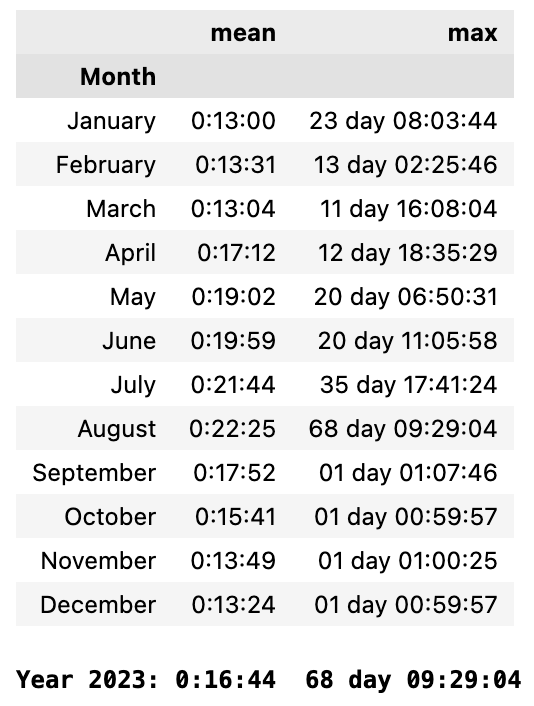 mean max
Month
January 0:13:00 23 day 08:03:44
February 0:13:31 13 day 02:25:46
March 0:13:04 11 day 16:08:04
April 0:17:12 12 day 18:35:29
May 0:19:02 20 day 06:50:31
June 0:19:59 20 day 11:05:58
July 0:21:44 35 day 17:41:24
August 0:22:25 68 day 09:29:04
September 0:17:52 01 day 01:07:46
October 0:15:41 01 day 00:59:57
November 0:13:49 01 day 01:00:25
December 0:13:24 01 day 00:59:57
Year 2023: 0:16:44 68 day 09:29:04